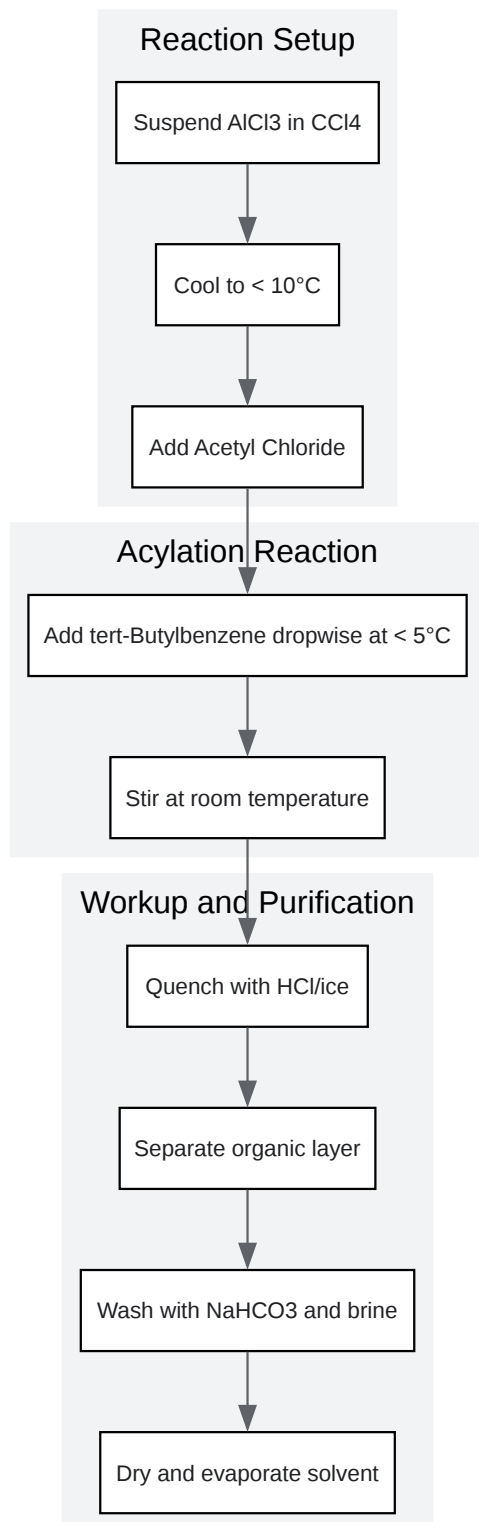 Reaction Setup
Suspend AlCl3 in CCl4
Cool to < 10°C
Add Acetyl Chloride
Acylation Reaction
Add tert-Butylbenzene dropwise at < 5°C
Stir at room temperature
Workup and Purification
Quench with HCl/ice
Separate organic layer
Wash with NaHCO3 and brine
Dry and evaporate solvent